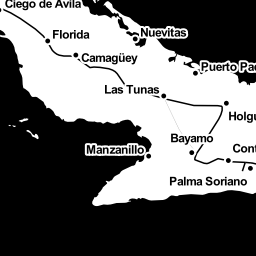 Ciego de Avila
Florida
Nuevitas
Camagüey
Puerto Pad
Las Tunas
Holgu
Bayamo
Manzanillo
Cont
Palma Soriano